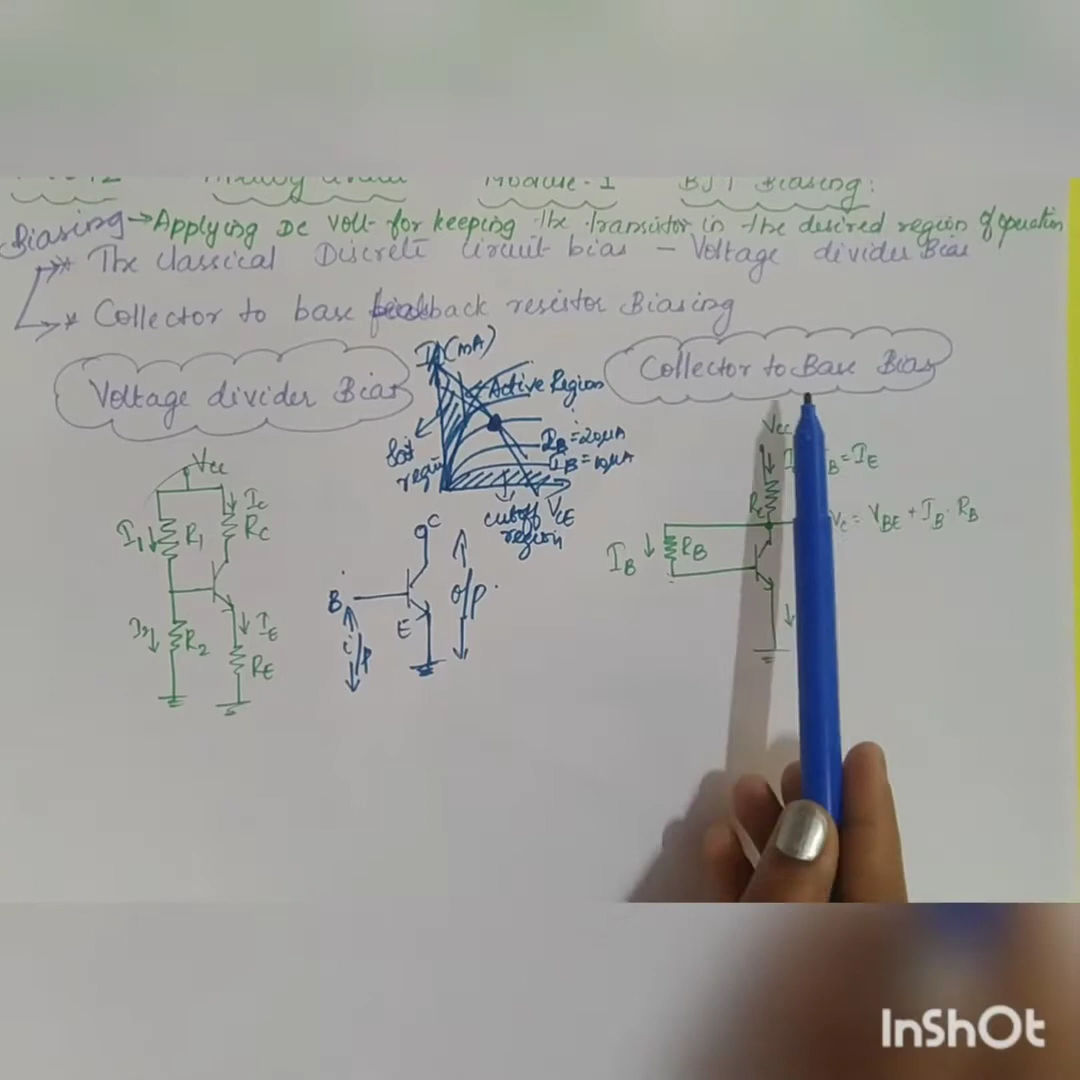 Module-1 BJT Biasing:
Biasing → Applying DC volt for keeping the transistor in the desired region of operation
* The Classical Discrete Circuit bias - Voltage divider Bias
* Collector to base feedback resistor Biasing
Voltage divider Bias
(mA)
Active Region
Sat region
IB = 20μA
IB = 10μA
VCE
cutoff region
Collector to Base Bias
VCC
I1
R1
IC
RC
R2
IE
RE
C
B
E
i/p
o/p
VCC
B = IE
RC
VC = VBE + IB · RB
IB
RB
InShOt